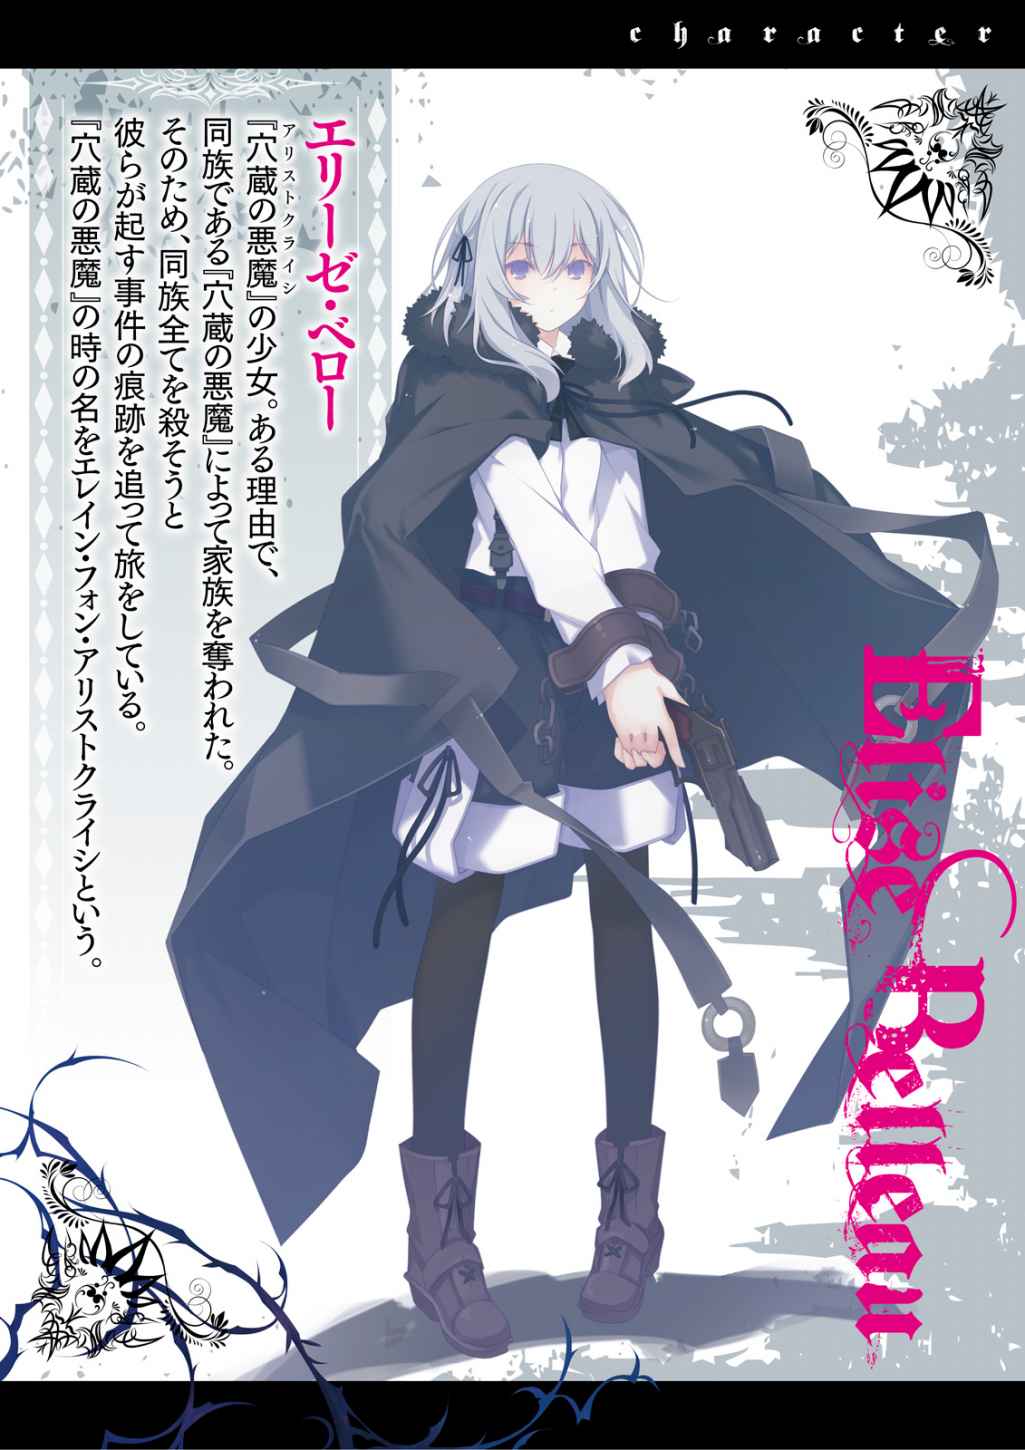 character
エリーゼ・ベロー
『穴蔵の悪魔』の少女。ある理由で、
アリストクライシ
同族である『穴蔵の悪魔』によって家族を奪われた。
そのため、同族全てを殺そうと
彼らが起す事件の痕跡を追って旅をしている。
『穴蔵の悪魔』の時の名をエレイン・フォン・アリストクライシという。
Elise Belleau